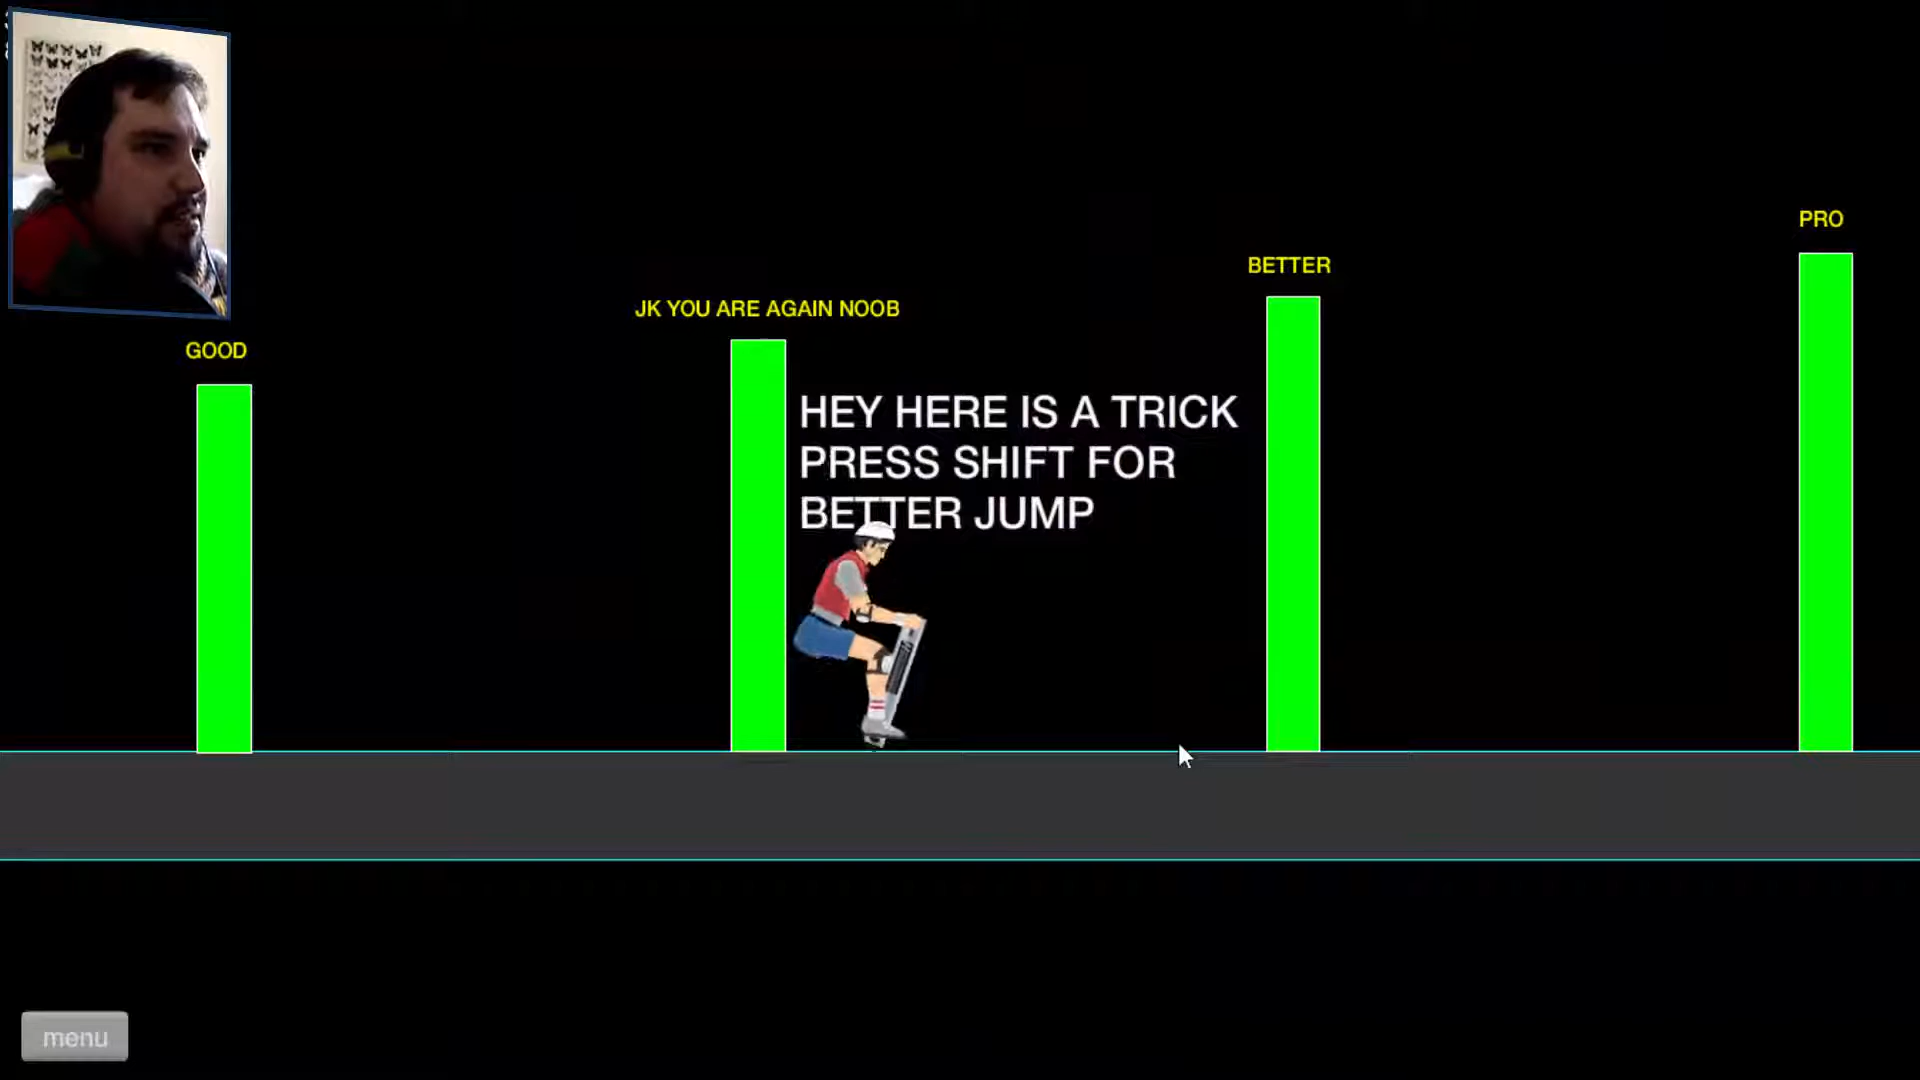 PRO
BETTER
JK YOU ARE AGAIN NOOB
GOOD
HEY HERE IS A TRICK
PRESS SHIFT FOR
BETTER JUMP
menu